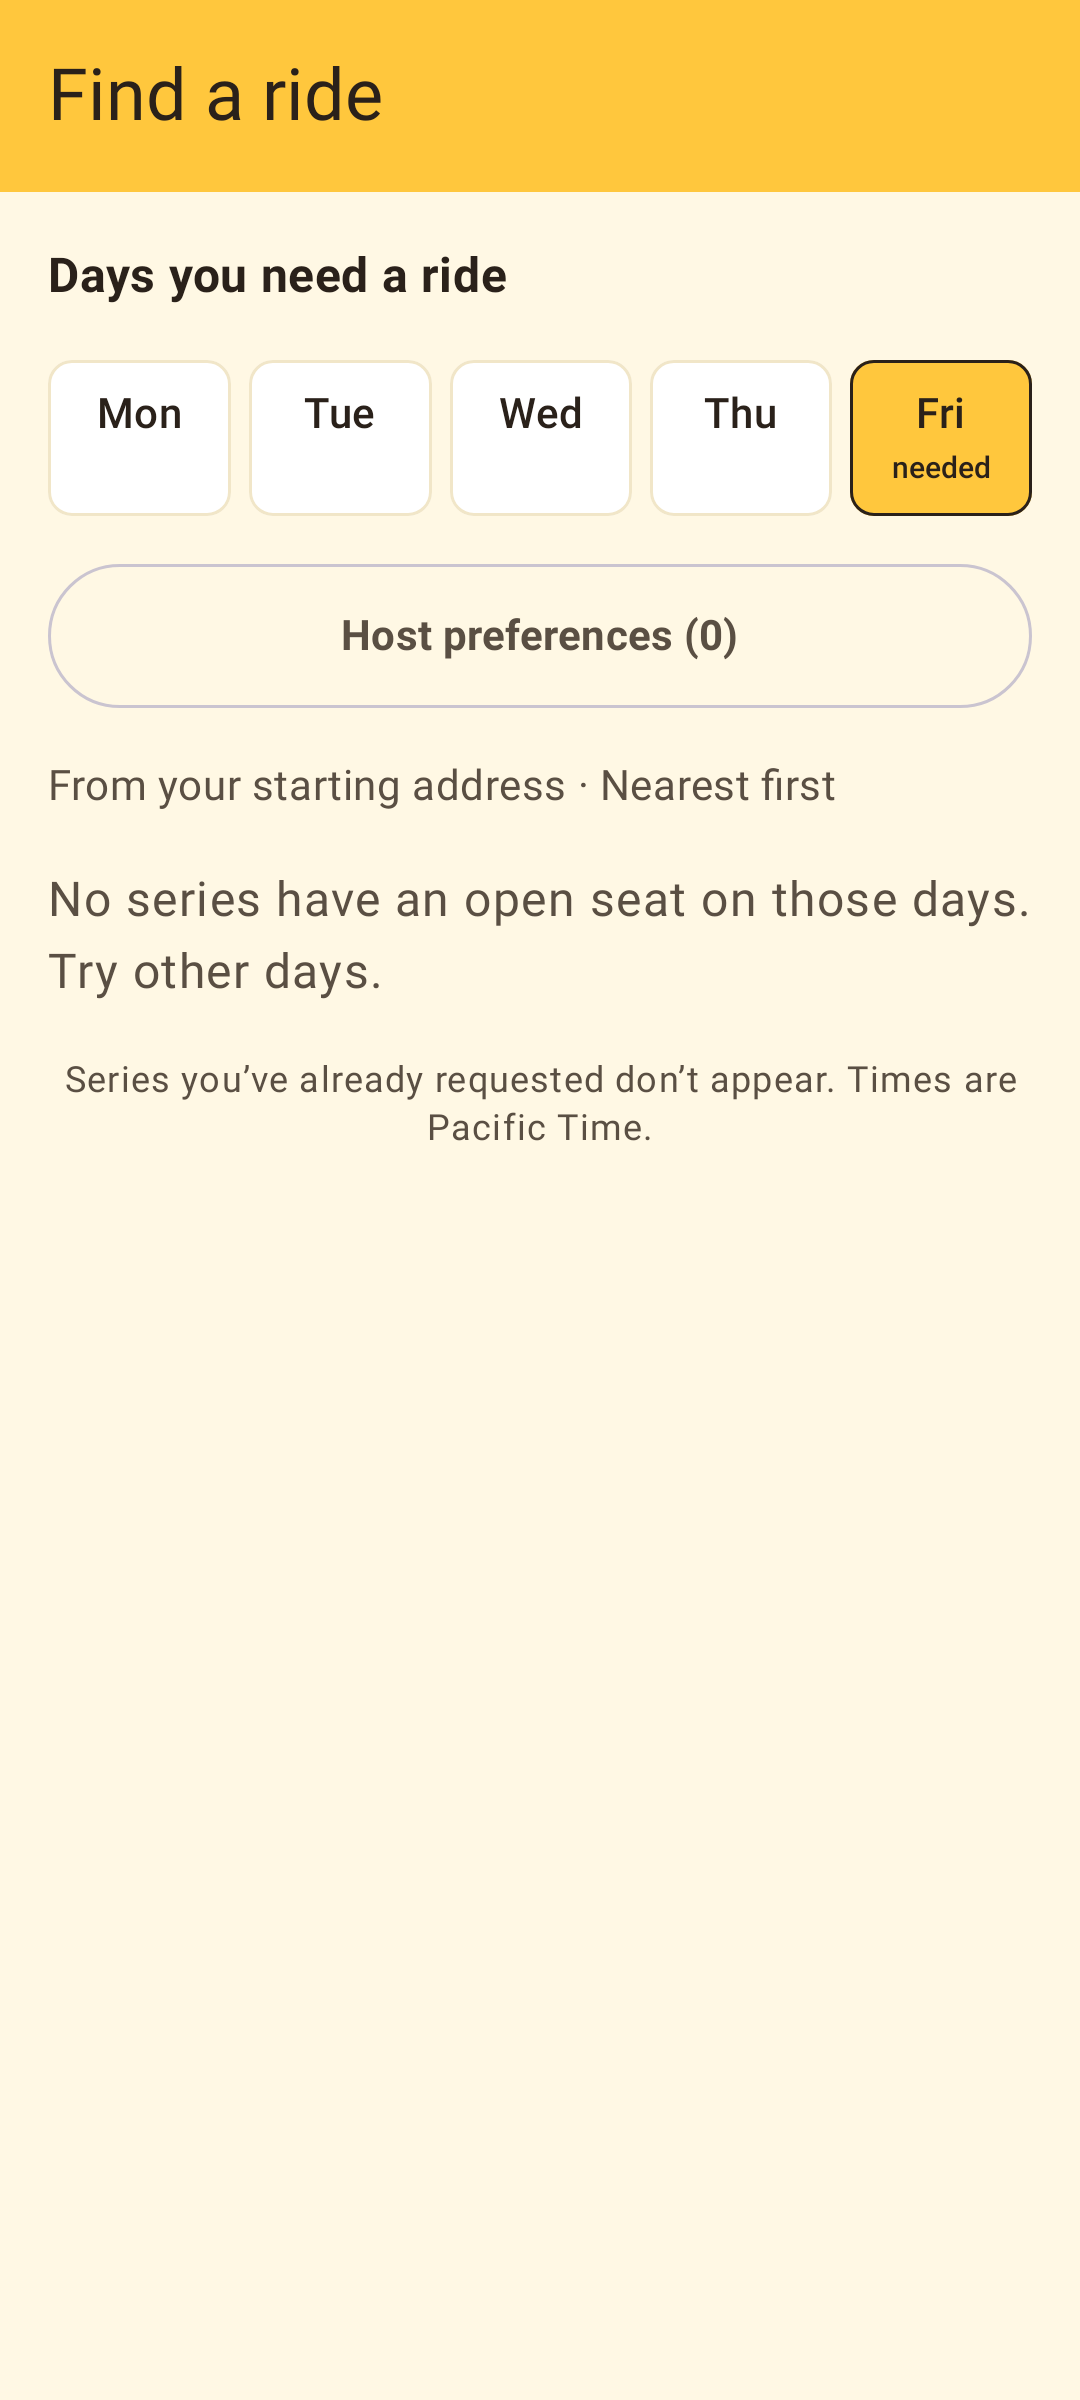 Find a ride
Days you need a ride
Mon Tue Wed Thu Fri
needed
Host preferences (0)
From your starting address · Nearest first
No series have an open seat on those days.
Try other days.
Series you’ve already requested don’t appear. Times are
Pacific Time.